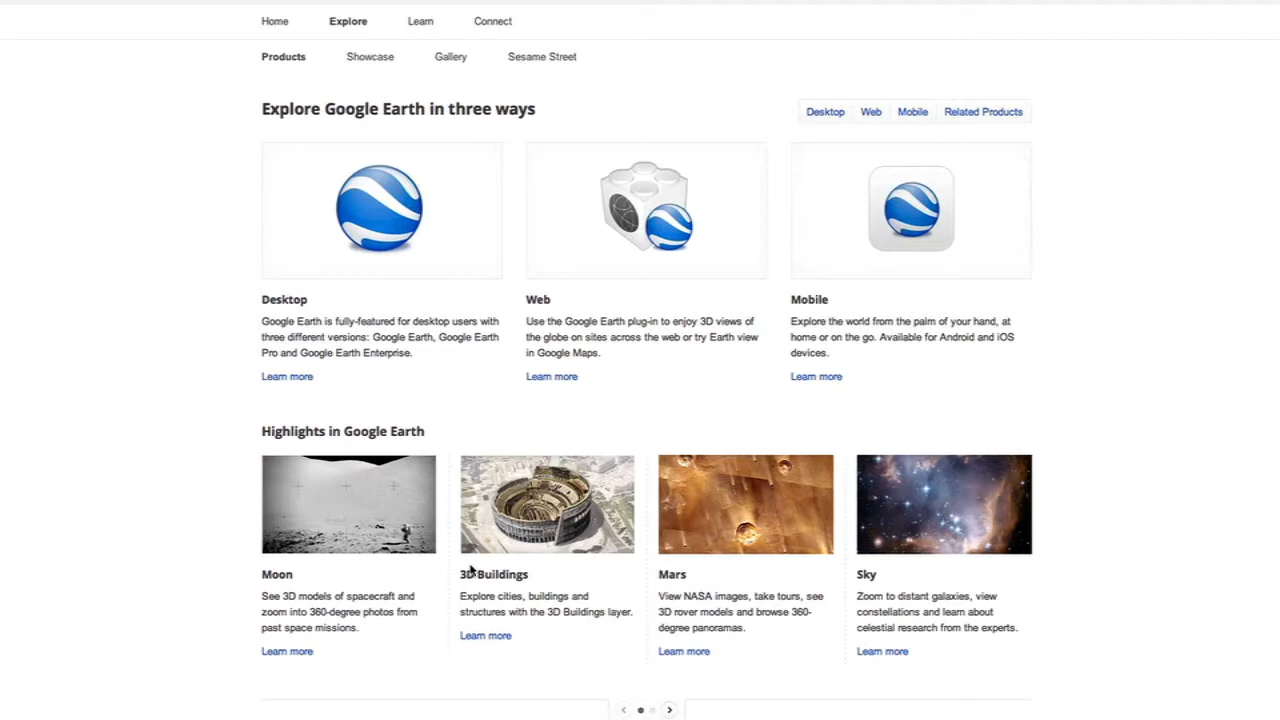 Home Explore Learn Connect
Products Showcase Gallery Sesame Street
Explore Google Earth in three ways
Desktop Web Mobile Related Products
Desktop
Google Earth is fully-featured for desktop users with
three different versions: Google Earth, Google Earth
Pro and Google Earth Enterprise.
Learn more
Web
Use the Google Earth plug-in to enjoy 3D views of
the globe on sites across the web or try Earth view
in Google Maps.
Learn more
Mobile
Explore the world from the palm of your hand, at
home or on the go. Available for Android and iOS
devices.
Learn more
Highlights in Google Earth
Moon
See 3D models of spacecraft and
zoom into 360-degree photos from
past space missions.
Learn more
3D Buildings
Explore cities, buildings and
structures with the 3D Buildings layer.
Learn more
Mars
View NASA images, take tours, see
3D rover models and browse 360-
degree panoramas.
Learn more
Sky
Zoom to distant galaxies, view
constellations and learn about
celestial research from the experts.
Learn more